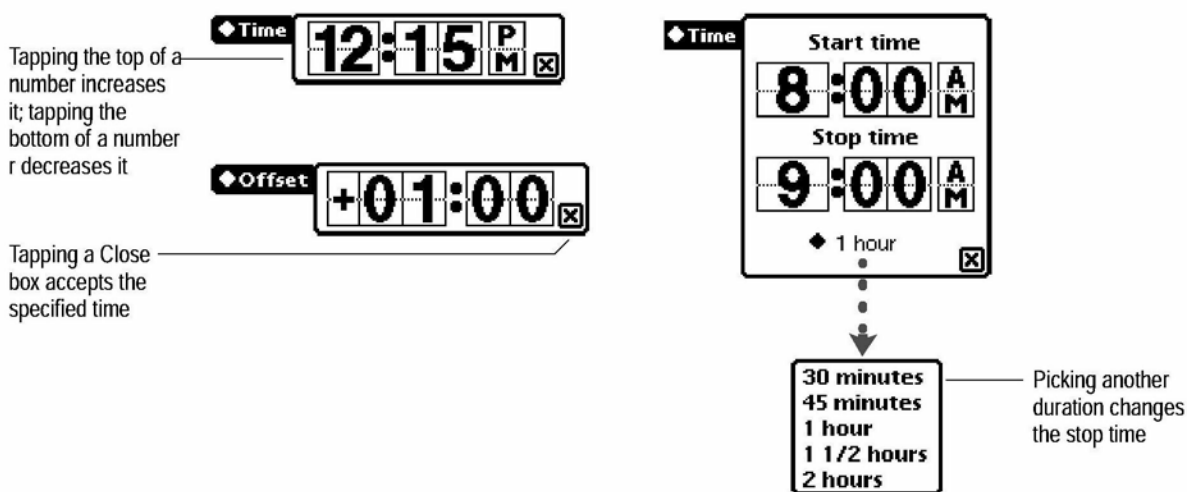 ◆Time
12:15 PM
Tapping the top of a
number increases
it; tapping the
bottom of a number
r decreases it
◆Offset
+01:00
Tapping a Close
box accepts the
specified time
◆Time
Start time
8:00 AM
Stop time
9:00 AM
◆ 1 hour
30 minutes
45 minutes
1 hour
1 1/2 hours
2 hours
Picking another
duration changes
the stop time